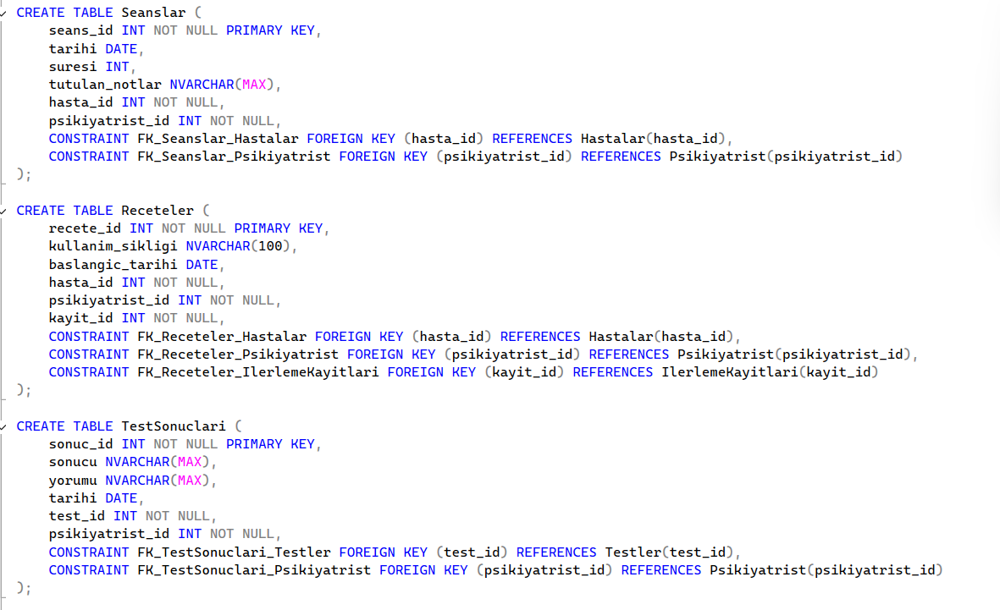 CREATE TABLE Seanslar (
    seans_id INT NOT NULL PRIMARY KEY,
    tarihi DATE,
    suresi INT,
    tutulan_notlar NVARCHAR(MAX),
    hasta_id INT NOT NULL,
    psikiyatrist_id INT NOT NULL,
    CONSTRAINT FK_Seanslar_Hastalar FOREIGN KEY (hasta_id) REFERENCES Hastalar(hasta_id),
    CONSTRAINT FK_Seanslar_Psikiyatrist FOREIGN KEY (psikiyatrist_id) REFERENCES Psikiyatrist(psikiyatrist_id)
);
CREATE TABLE Receteler (
    recete_id INT NOT NULL PRIMARY KEY,
    kullanim_sikligi NVARCHAR(100),
    baslangic_tarihi DATE,
    hasta_id INT NOT NULL,
    psikiyatrist_id INT NOT NULL,
    kayit_id INT NOT NULL,
    CONSTRAINT FK_Receteler_Hastalar FOREIGN KEY (hasta_id) REFERENCES Hastalar(hasta_id),
    CONSTRAINT FK_Receteler_Psikiyatrist FOREIGN KEY (psikiyatrist_id) REFERENCES Psikiyatrist(psikiyatrist_id),
    CONSTRAINT FK_Receteler_IlerlemeKayitlari FOREIGN KEY (kayit_id) REFERENCES IlerlemeKayitlari(kayit_id)
);
CREATE TABLE TestSonuclari (
    sonuc_id INT NOT NULL PRIMARY KEY,
    sonucu NVARCHAR(MAX),
    yorumu NVARCHAR(MAX),
    tarihi DATE,
    test_id INT NOT NULL,
    psikiyatrist_id INT NOT NULL,
    CONSTRAINT FK_TestSonuclari_Testler FOREIGN KEY (test_id) REFERENCES Testler(test_id),
    CONSTRAINT FK_TestSonuclari_Psikiyatrist FOREIGN KEY (psikiyatrist_id) REFERENCES Psikiyatrist(psikiyatrist_id)
);